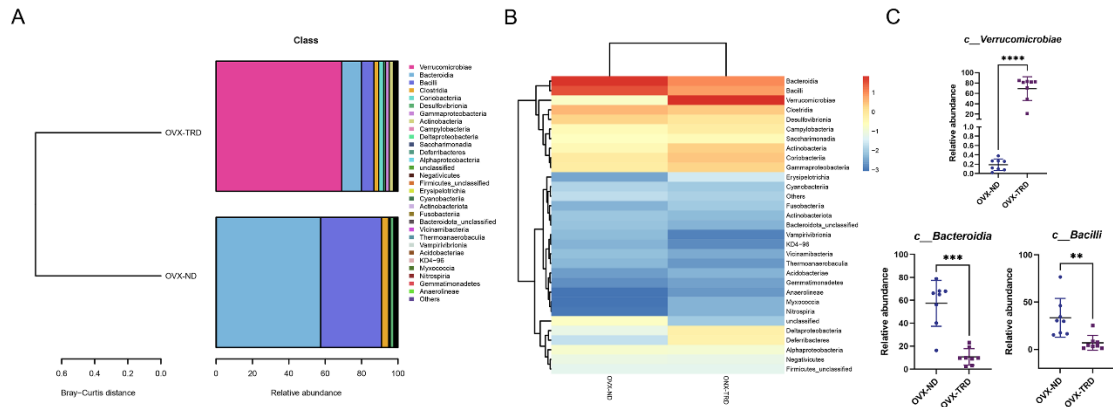 A
Class
OVX-TRD
OVX-ND
0.6 0.4 0.2 0.0
Bray-Curtis distance
0 20 40 60 80 100
Relative abundance
Verrucomicrobiae
Bacteroidia
Bacilli
Clostridia
Coriobacteriia
Desulfovibrionia
Gammaproteobacteria
Actinobacteria
Campylobacteria
Deltaproteobacteria
Saccharimonadia
Deferribacteres
Alphaproteobacteria
unclassified
Negativicutes
Firmicutes_unclassified
Erysipelotrichia
Cyanobacteriia
Actinobacteriota
Fusobacteriia
Bacteroidota_unclassified
Vicinamibacteria
Thermoanaerobaculia
Vampirivibrionia
Acidobacteriae
KD4-96
Myxococcia
Nitrospiria
Gemmatimonadetes
Anaerolineae
Others
B
Bacteroidia
Bacilli
Verrucomicrobiae
Clostridia
Desulfovibrionia
Campylobacteria
Saccharimonadia
Actinobacteria
Coriobacteriia
Gammaproteobacteria
Erysipelotrichia
Cyanobacteriia
Others
Fusobacteriia
Actinobacteriota
Bacteroidota_unclassified
Vampirivibrionia
KD4-96
Vicinamibacteria
Thermoanaerobaculia
Acidobacteriae
Gemmatimonadetes
Anaerolineae
Myxococcia
Nitrospiria
unclassified
Deltaproteobacteria
Deferribacteres
Alphaproteobacteria
Negativicutes
Firmicutes_unclassified
OVX-ND
ONX-TRD
1
0
-1
-2
-3
C
c__Verrucomicrobiae
****
Relative abundance
100
80
60
40
20
1.0
0.8
0.6
0.4
0.2
0.0
OVX-ND
OVX-TRD
c__Bacteroidia
***
Relative abundance
80
60
40
20
0
OVX-ND
OVX-TRD
c__Bacilli
**
Relative abundance
100
50
0
OVX-ND
OVX-TRD